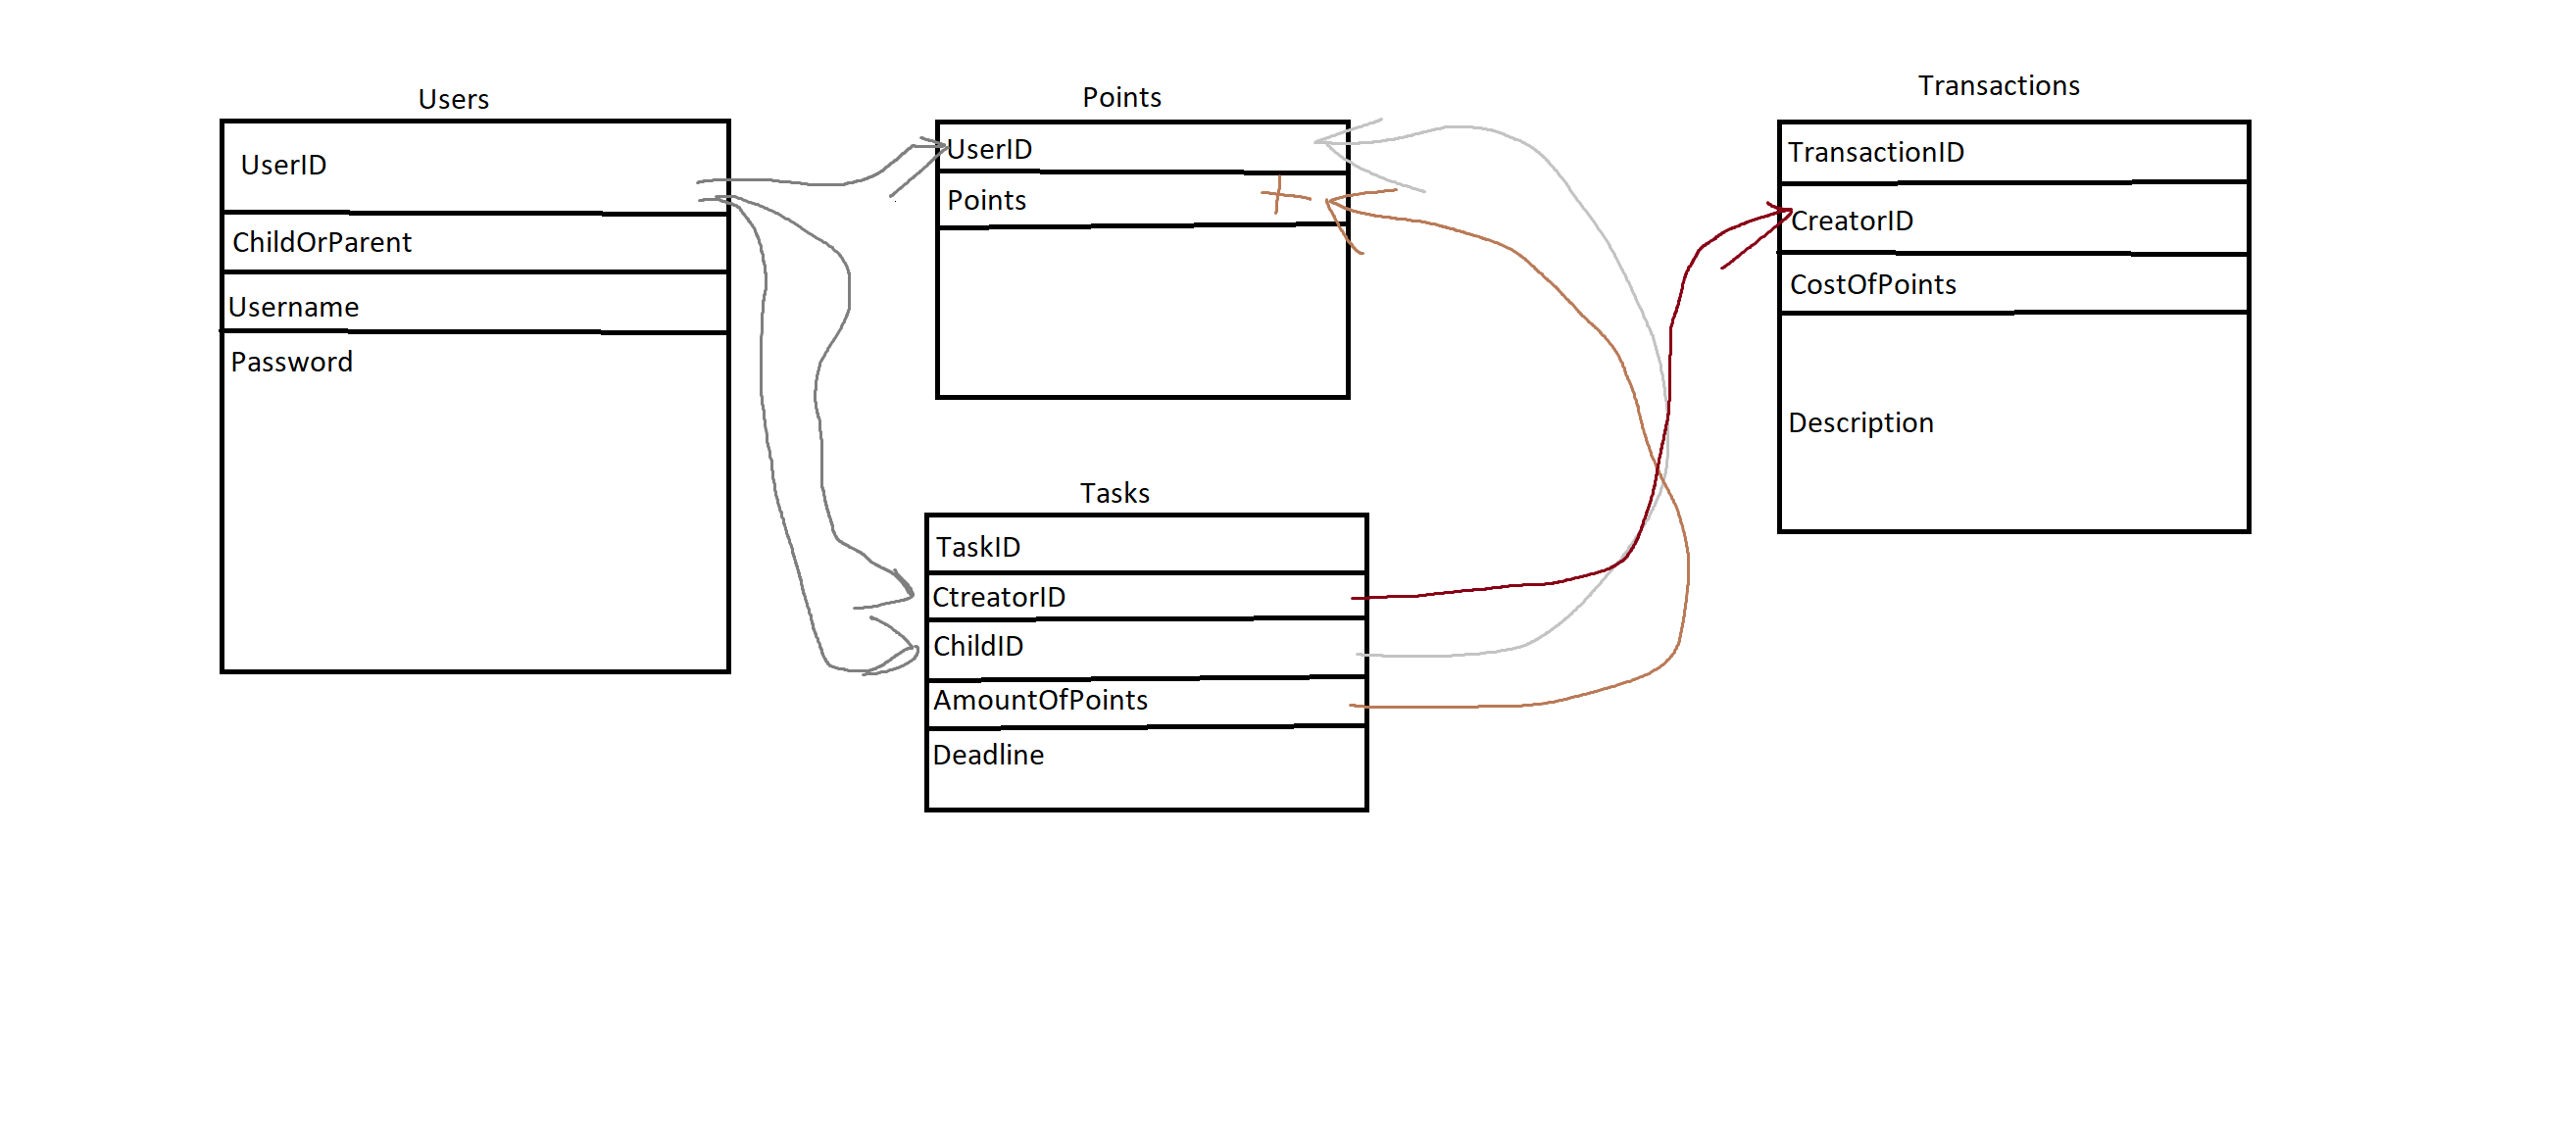 Users
UserID
ChildOrParent
Username
Password
Points
UserID
Points
Tasks
TaskID
CtreatorID
ChildID
AmountOfPoints
Deadline
Transactions
TransactionID
CreatorID
CostOfPoints
Description